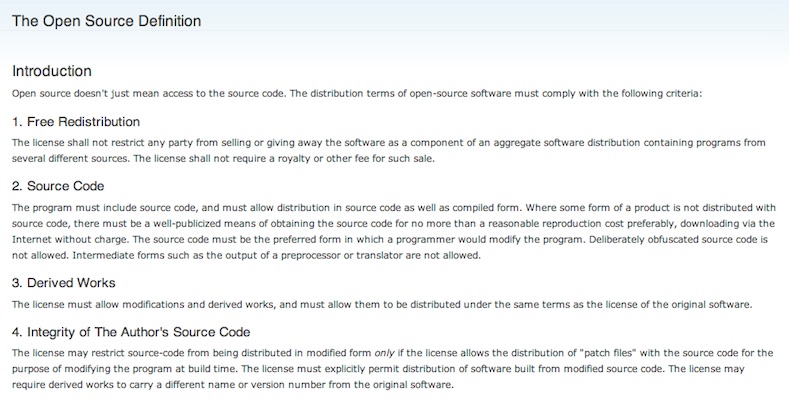 The Open Source Definition
Introduction
Open source doesn't just mean access to the source code. The distribution terms of open-source software must comply with the following criteria:
1. Free Redistribution
The license shall not restrict any party from selling or giving away the software as a component of an aggregate software distribution containing programs from
several different sources. The license shall not require a royalty or other fee for such sale.
2. Source Code
The program must include source code, and must allow distribution in source code as well as compiled form. Where some form of a product is not distributed with
source code, there must be a well-publicized means of obtaining the source code for no more than a reasonable reproduction cost preferably, downloading via the
Internet without charge. The source code must be the preferred form in which a programmer would modify the program. Deliberately obfuscated source code is
not allowed. Intermediate forms such as the output of a preprocessor or translator are not allowed.
3. Derived Works
The license must allow modifications and derived works, and must allow them to be distributed under the same terms as the license of the original software.
4. Integrity of The Author's Source Code
The license may restrict source-code from being distributed in modified form only if the license allows the distribution of "patch files" with the source code for the
purpose of modifying the program at build time. The license must explicitly permit distribution of software built from modified source code. The license may
require derived works to carry a different name or version number from the original software.